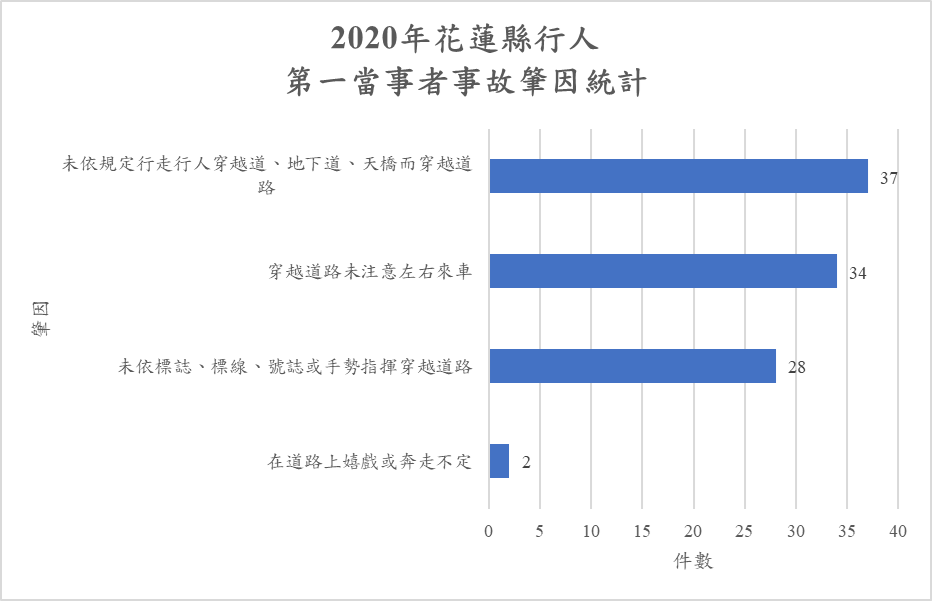 2020年花蓮縣行人
第一當事者事故肇因統計
未依規定行走行人穿越道、地下道、天橋而穿越道
路
37
穿越道路未注意左右來車
34
肇因
未依標誌、標線、號誌或手勢指揮穿越道路
28
在道路上嬉戲或奔走不定
2
0 5 10 15 20 25 30 35 40
件數